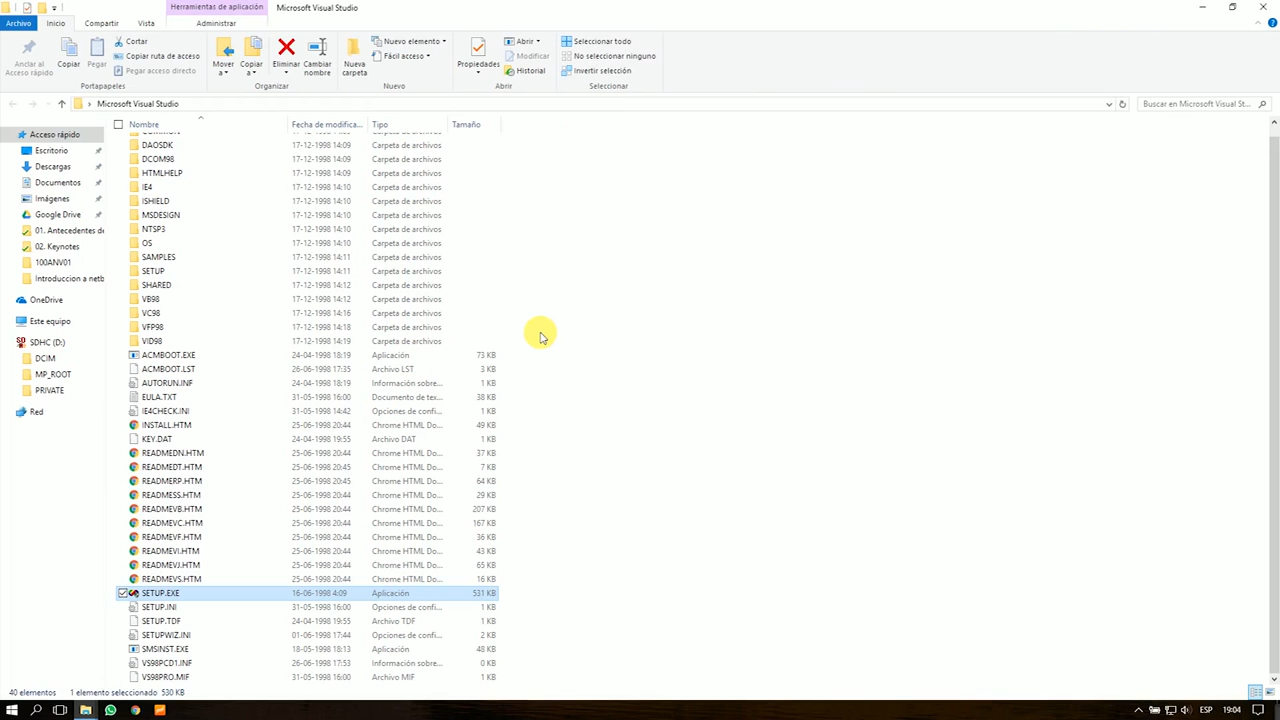 Herramientas de aplicación
Microsoft Visual Studio
Archivo
Inicio
Compartir
Vista
Administrar
Anclar al
Acceso rápido
Copiar
Pegar
Cortar
Copiar ruta de acceso
Pegar acceso directo
Portapapeles
Mover
a
Copiar
a
Eliminar
Cambiar
nombre
Organizar
Nueva
carpeta
Nuevo elemento
Fácil acceso
Nuevo
Propiedades
Abrir
Modificar
Historial
Abrir
Seleccionar todo
No seleccionar ninguno
Invertir selección
Seleccionar
Microsoft Visual Studio
Buscar en Microsoft Visual St...
Acceso rápido
Escritorio
Descargas
Documentos
Imágenes
Google Drive
01. Antecedentes de
02. Keynotes
100ANV01
Introduccion a netb
OneDrive
Este equipo
SDHC (D:)
DCIM
MP_ROOT
PRIVATE
Red
Nombre Fecha de modifica... Tipo Tamaño
COMMON 17-12-1998 14:09 Carpeta de archivos
DAOSDK 17-12-1998 14:09 Carpeta de archivos
DCOM98 17-12-1998 14:09 Carpeta de archivos
HTMLHELP 17-12-1998 14:09 Carpeta de archivos
IE4 17-12-1998 14:10 Carpeta de archivos
ISHIELD 17-12-1998 14:10 Carpeta de archivos
MSDESIGN 17-12-1998 14:10 Carpeta de archivos
NTSP3 17-12-1998 14:10 Carpeta de archivos
OS 17-12-1998 14:10 Carpeta de archivos
SAMPLES 17-12-1998 14:11 Carpeta de archivos
SETUP 17-12-1998 14:11 Carpeta de archivos
SHARED 17-12-1998 14:12 Carpeta de archivos
VB98 17-12-1998 14:12 Carpeta de archivos
VC98 17-12-1998 14:16 Carpeta de archivos
VFP98 17-12-1998 14:18 Carpeta de archivos
VID98 17-12-1998 14:19 Carpeta de archivos
ACMBOOT.EXE 24-04-1998 18:19 Aplicación 73 KB
ACMBOOT.LST 26-06-1998 17:35 Archivo LST 3 KB
AUTORUN.INF 24-04-1998 18:19 Información sobre... 1 KB
EULA.TXT 31-05-1998 16:00 Documento de tex... 38 KB
IE4CHECK.INI 31-05-1998 14:42 Opciones de confi... 1 KB
INSTALL.HTM 25-06-1998 20:44 Chrome HTML Do... 49 KB
KEY.DAT 24-04-1998 19:55 Archivo DAT 1 KB
READMEDN.HTM 25-06-1998 20:44 Chrome HTML Do... 37 KB
READMEDT.HTM 25-06-1998 20:45 Chrome HTML Do... 7 KB
READMERP.HTM 25-06-1998 20:44 Chrome HTML Do... 64 KB
READMESS.HTM 25-06-1998 20:44 Chrome HTML Do... 29 KB
READMEVB.HTM 25-06-1998 20:44 Chrome HTML Do... 207 KB
READMEVC.HTM 25-06-1998 20:44 Chrome HTML Do... 167 KB
READMEVF.HTM 25-06-1998 20:44 Chrome HTML Do... 36 KB
READMEVI.HTM 25-06-1998 20:44 Chrome HTML Do... 43 KB
READMEVJ.HTM 25-06-1998 20:44 Chrome HTML Do... 65 KB
READMEVS.HTM 25-06-1998 20:44 Chrome HTML Do... 16 KB
SETUP.EXE 16-06-1998 4:09 Aplicación 531 KB
SETUP.INI 31-05-1998 16:00 Opciones de confi... 1 KB
SETUP.TDF 24-04-1998 19:55 Archivo TDF 1 KB
SETUPWIZ.INI 01-06-1998 17:44 Opciones de confi... 2 KB
SMSINST.EXE 18-05-1998 18:13 Aplicación 48 KB
VS98PCD1.INF 26-06-1998 17:53 Información sobre... 0 KB
VS98PRO.MIF 31-05-1998 16:00 Archivo MIF 1 KB
40 elementos 1 elemento seleccionado 530 KB
ESP 19:04